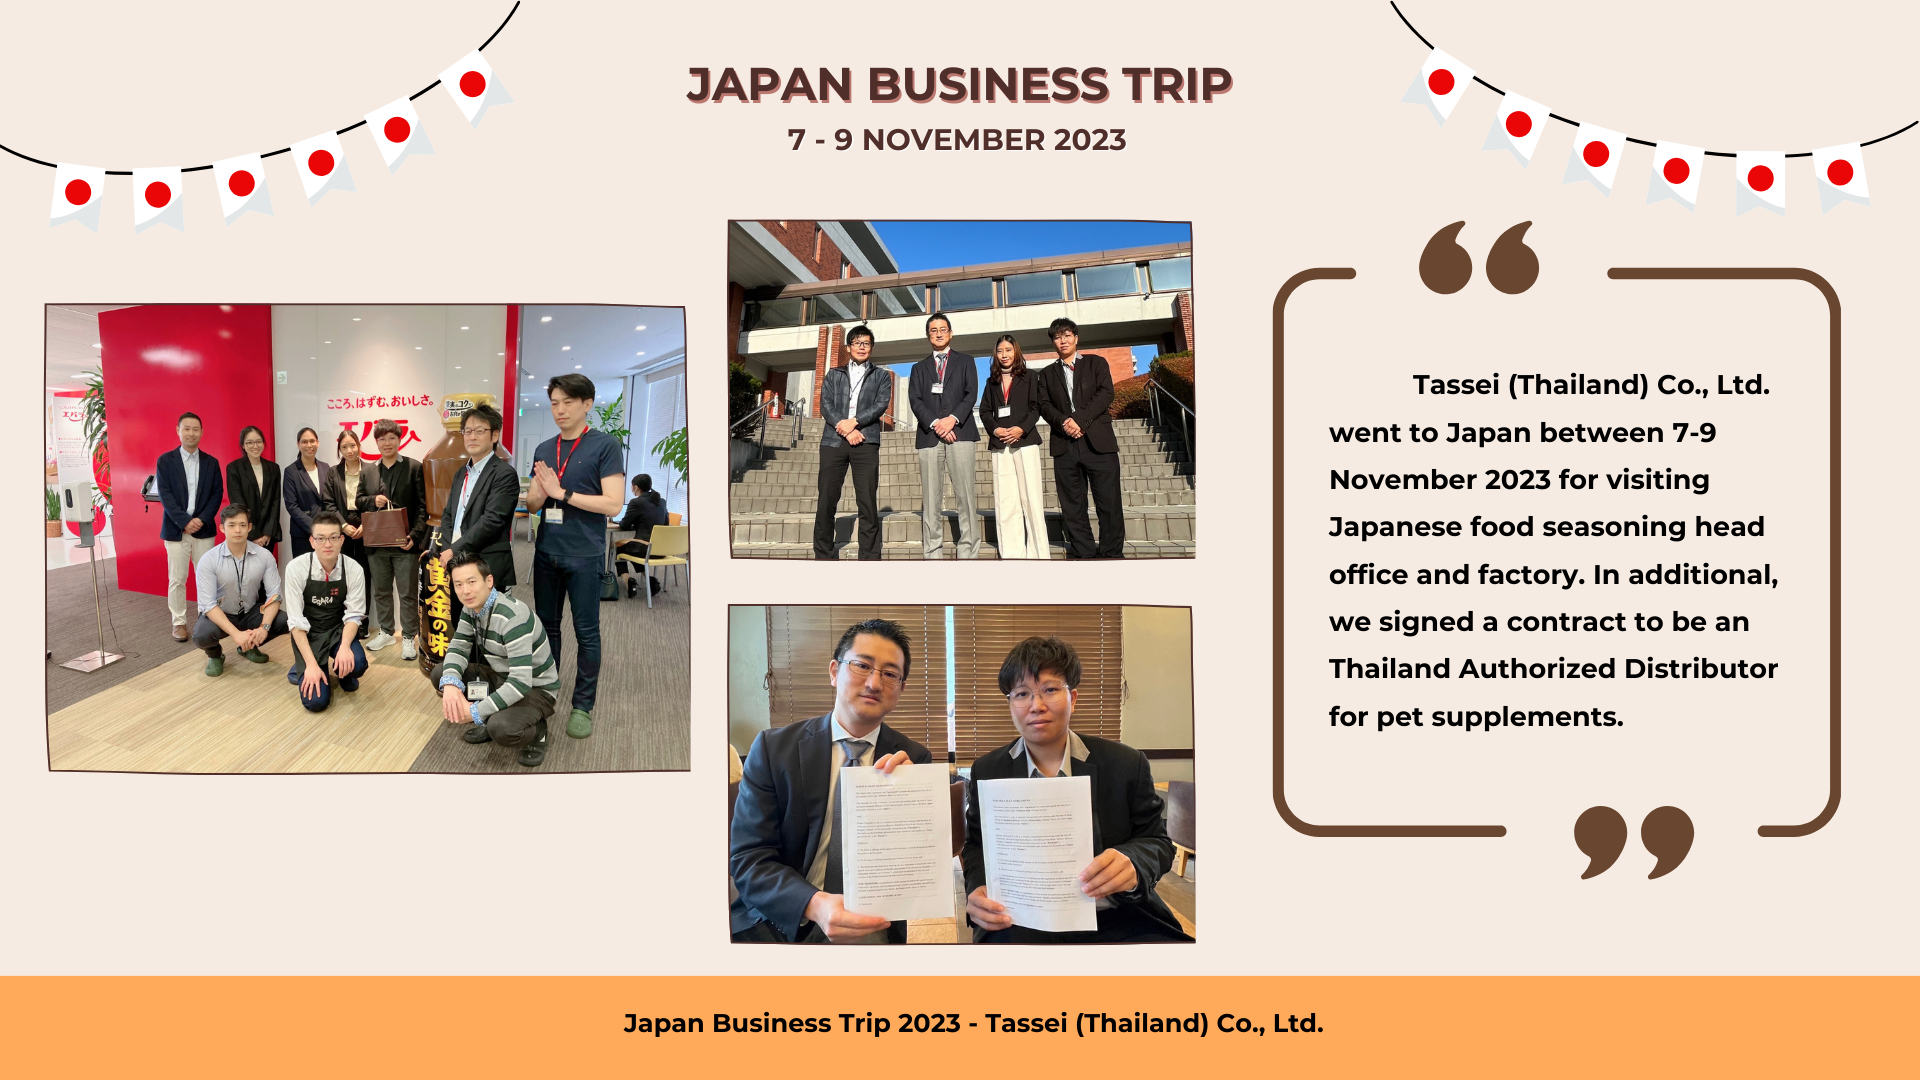 JAPAN BUSINESS TRIP
7 - 9 NOVEMBER 2023
こころ、はずむ、おいしさ。
エバラ
EBARA
黄金の味
Tassei (Thailand) Co., Ltd.
went to Japan between 7-9
November 2023 for visiting
Japanese food seasoning head
office and factory. In additional,
we signed a contract to be an
Thailand Authorized Distributor
for pet supplements.
Japan Business Trip 2023 - Tassei (Thailand) Co., Ltd.